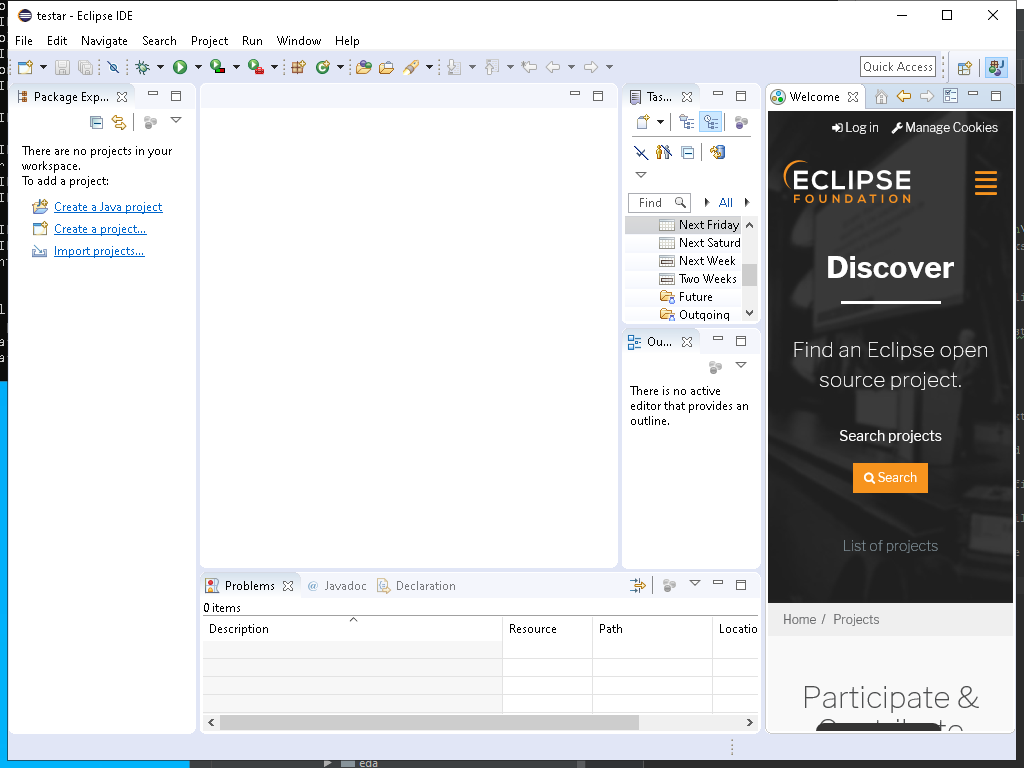 testar - Eclipse IDE
File Edit Navigate Search Project Run Window Help
Quick Access
Package Exp...
There are no projects in your
workspace.
To add a project:
Create a Java project
Create a project...
Import projects...
Tas...
Find
All
Next Friday
Next Saturd
Next Week
Two Weeks
Future
Outgoing
Ou...
There is no active
editor that provides an
outline.
Problems @ Javadoc Declaration
0 items
Description Resource Path Locatio
Welcome
Log in Manage Cookies
ECLIPSE
FOUNDATION
Discover
Find an Eclipse open
source project.
Search projects
Search
List of projects
Home / Projects
Participate &
Contribute
eda